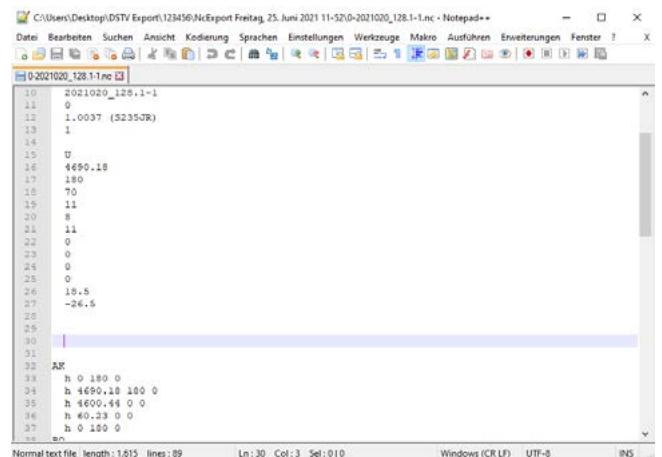 C:\Users\Desktop\DSTV Export\123456\NcExport Freitag, 25. Juni 2021 11-52\0-2021020_128.1-1.nc - Notepad++
Datei Bearbeiten Suchen Ansicht Kodierung Sprachen Einstellungen Werkzeuge Makro Ausführen Erweiterungen Fenster ? X
0-2021020_128.1-1.nc
10 2021020_128.1-1
11 0
12 1.0037 (S235JR)
13 1
14
15 U
16 4690.18
17 180
18 70
19 11
20 8
21 11
22 0
23 0
24 0
25 0
26 18.5
27 -26.5
28
29
30
31
32 AK
33 h 0 180 0
34 h 4690.18 180 0
35 h 4600.44 0 0
36 h 60.23 0 0
37 h 0 180 0
38 BO
Normal text file length : 1.615 lines : 89 Ln : 30 Col : 3 Sel : 0 | 0 Windows (CR LF) UTF-8 INS